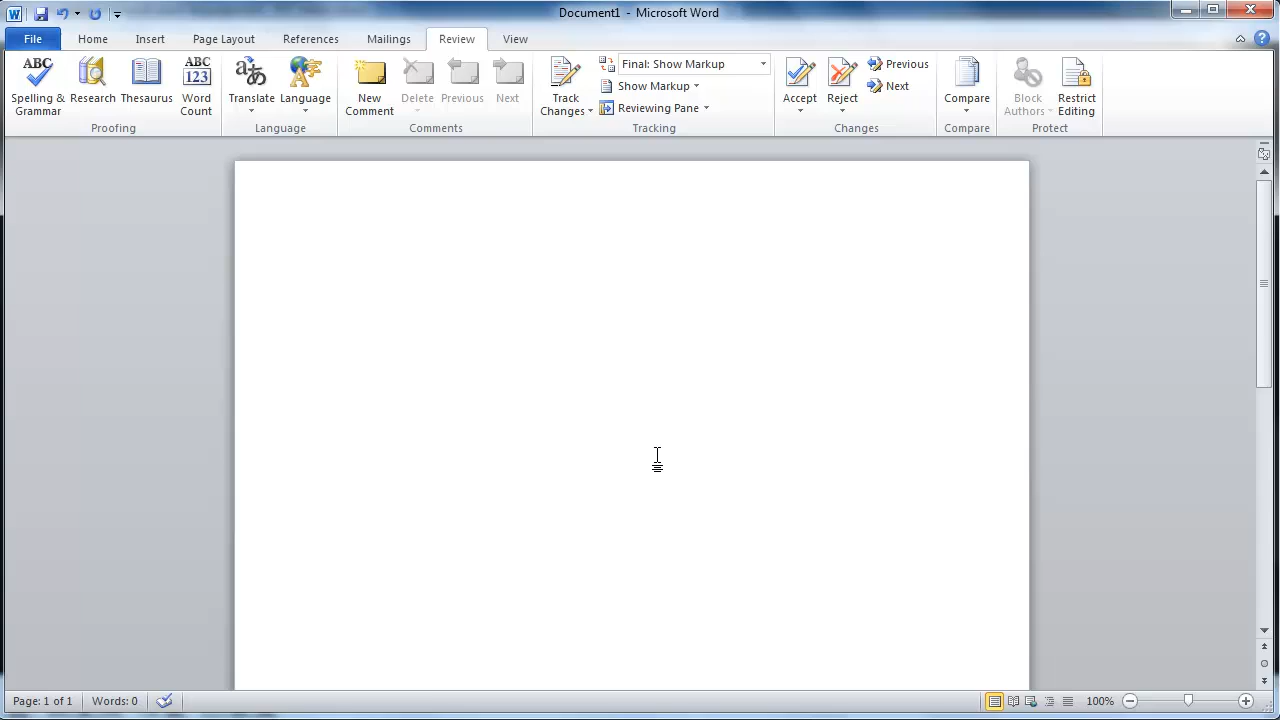 Document1 - Microsoft Word
File Home Insert Page Layout References Mailings Review View
ABC Spelling & Grammar
Research
Thesaurus
ABC 123 Word Count
Proofing
Translate
Language
Language
New Comment
Delete
Previous
Next
Comments
Track Changes
Final: Show Markup
Show Markup
Reviewing Pane
Tracking
Accept
Reject
Previous
Next
Changes
Compare
Compare
Block Authors
Restrict Editing
Protect
Page: 1 of 1 Words: 0 100%